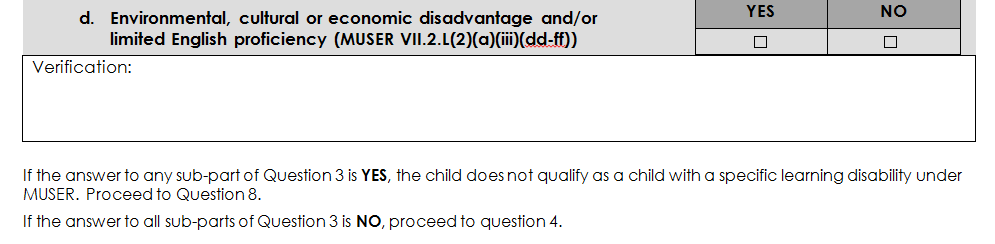 d. Environmental, cultural or economic disadvantage and/or YES NO
limited English proficiency (MUSER VII.2.L(2)(a)(iii)(dd-ff)) ☐ ☐
Verification:
If the answer to any sub-part of Question 3 is YES, the child does not qualify as a child with a specific learning disability under
MUSER. Proceed to Question 8.
If the answer to all sub-parts of Question 3 is NO, proceed to question 4.